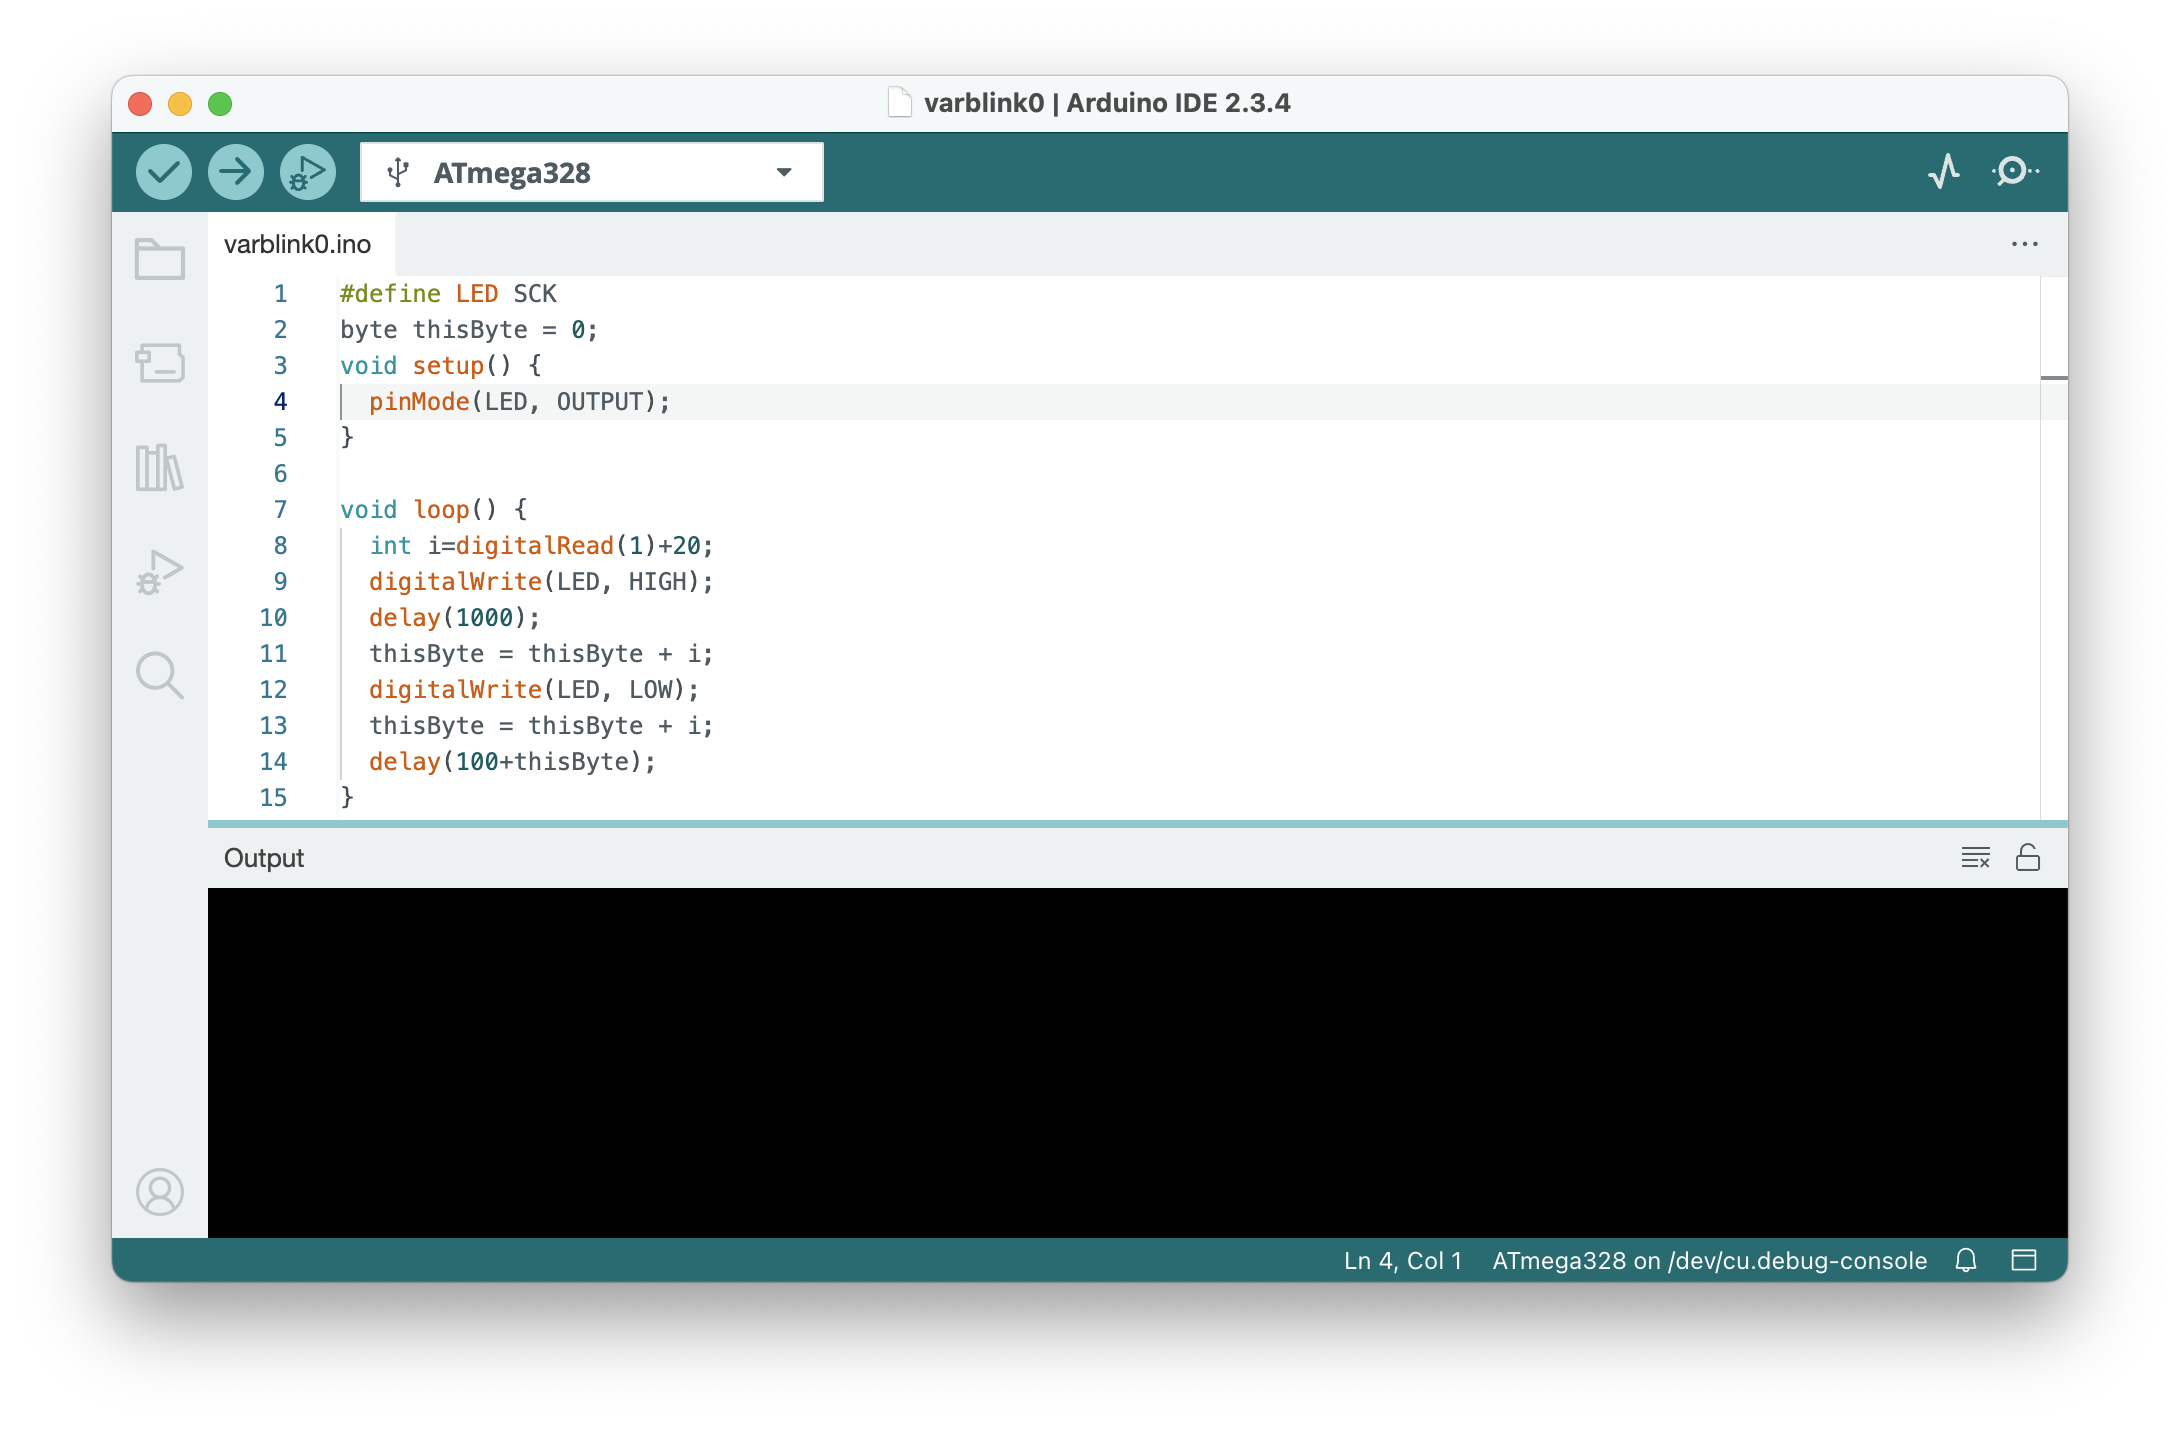 varblink0 | Arduino IDE 2.3.4
ATmega328
varblink0.ino
1 #define LED SCK
2 byte thisByte = 0;
3 void setup() {
4   pinMode(LED, OUTPUT);
5 }
6
7 void loop() {
8   int i=digitalRead(1)+20;
9   digitalWrite(LED, HIGH);
10   delay(1000);
11   thisByte = thisByte + i;
12   digitalWrite(LED, LOW);
13   thisByte = thisByte + i;
14   delay(100+thisByte);
15 }
Output
Ln 4, Col 1 ATmega328 on /dev/cu.debug-console